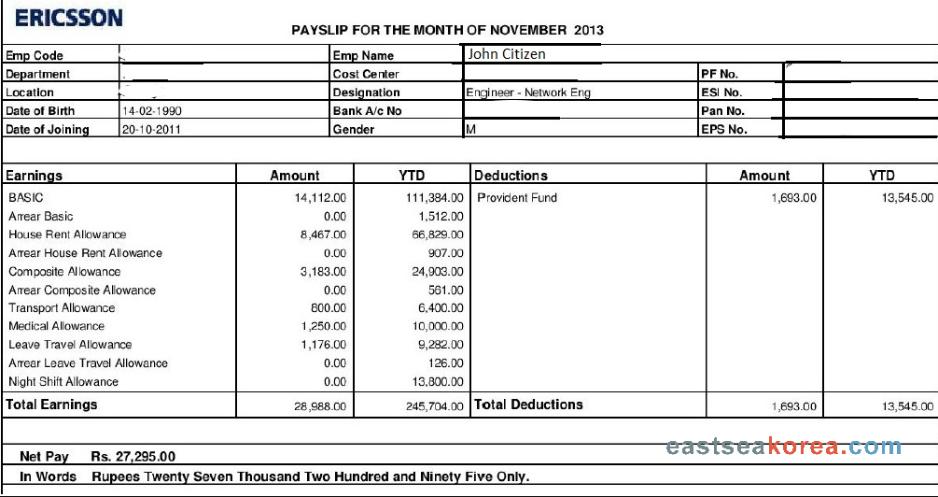 ERICSSON
PAYSLIP FOR THE MONTH OF NOVEMBER 2013
Emp Code Emp Name John Citizen
Department Cost Center PF No.
Location Designation Engineer - Network Eng ESI No.
Date of Birth 14-02-1990 Bank A/c No Pan No.
Date of Joining 20-10-2011 Gender M EPS No.
Earnings Amount YTD Deductions Amount YTD
BASIC 14,112.00 111,384.00 Provident Fund 1,693.00 13,545.00
Arrear Basic 0.00 1,512.00
House Rent Allowance 8,467.00 66,829.00
Arrear House Rent Allowance 0.00 907.00
Composite Allowance 3,183.00 24,903.00
Arrear Composite Allowance 0.00 561.00
Transport Allowance 800.00 6,400.00
Medical Allowance 1,250.00 10,000.00
Leave Travel Allowance 1,176.00 9,282.00
Arrear Leave Travel Allowance 0.00 126.00
Night Shift Allowance 0.00 13,800.00
Total Earnings 28,988.00 245,704.00 Total Deductions 1,693.00 13,545.00
eastseakorea.com
Net Pay Rs. 27,295.00
In Words Rupees Twenty Seven Thousand Two Hundred and Ninety Five Only.